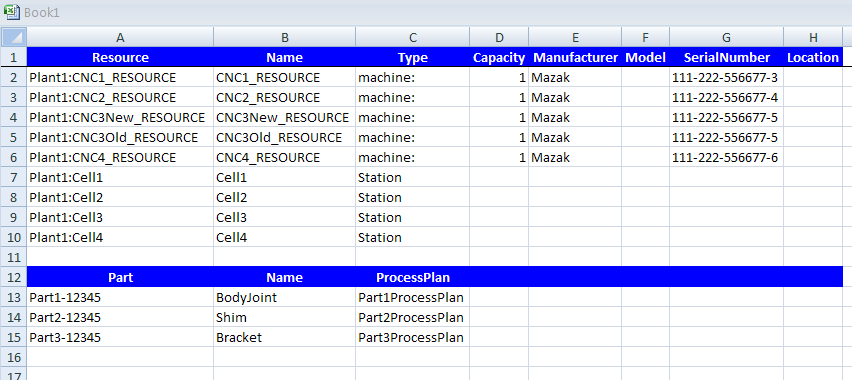 Book1
A B C D E F G H
1 Resource Name Type Capacity Manufacturer Model SerialNumber Location
2 Plant1:CNC1_RESOURCE CNC1_RESOURCE machine: 1 Mazak 111-222-556677-3
3 Plant1:CNC2_RESOURCE CNC2_RESOURCE machine: 1 Mazak 111-222-556677-4
4 Plant1:CNC3New_RESOURCE CNC3New_RESOURCE machine: 1 Mazak 111-222-556677-5
5 Plant1:CNC3Old_RESOURCE CNC3Old_RESOURCE machine: 1 Mazak 111-222-556677-5
6 Plant1:CNC4_RESOURCE CNC4_RESOURCE machine: 1 Mazak 111-222-556677-6
7 Plant1:Cell1 Cell1 Station
8 Plant1:Cell2 Cell2 Station
9 Plant1:Cell3 Cell3 Station
10 Plant1:Cell4 Cell4 Station
11
12 Part Name ProcessPlan
13 Part1-12345 BodyJoint Part1ProcessPlan
14 Part2-12345 Shim Part2ProcessPlan
15 Part3-12345 Bracket Part3ProcessPlan
16
17